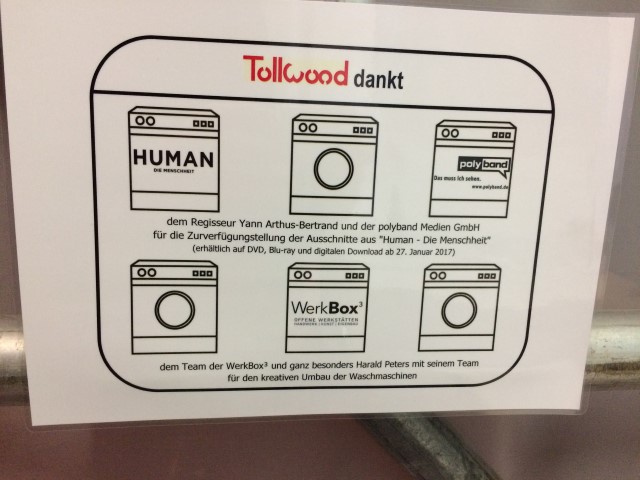 Tollwood dankt
HUMAN
DIE MENSCHHEIT
polyband
Das muss ich sehen.
www.polyband.de
dem Regisseur Yann Arthus-Bertrand und der polyband Medien GmbH
für die Zurverfügungstellung der Ausschnitte aus "Human - Die Menschheit"
(erhältlich auf DVD, Blu-ray und digitalen Download ab 27. Januar 2017)
WerkBox³
OFFENE WERKSTÄTTEN
HANDWERK | KUNST | EIGENBAU
dem Team der WerkBox³ und ganz besonders Harald Peters mit seinem Team
für den kreativen Umbau der Waschmaschinen